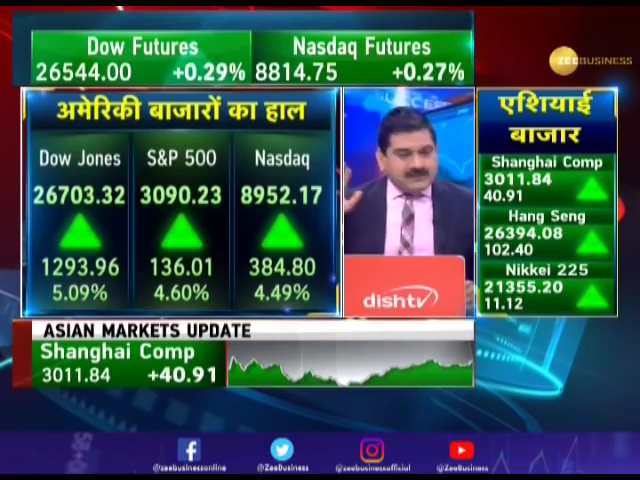 Dow Futures
26544.00 +0.29%
Nasdaq Futures
8814.75 +0.27%
ZEEBUSINESS
अमेरिकी बाजारों का हाल
Dow Jones S&P 500 Nasdaq
26703.32 3090.23 8952.17
1293.96 136.01 384.80
5.09% 4.60% 4.49%
dishtv
एशियाई
बाजार
Shanghai Comp
3011.84
40.91
Hang Seng
26394.08
102.40
Nikkei 225
21355.20
11.12
ASIAN MARKETS UPDATE
Shanghai Comp
3011.84 +40.91
@zeebusinessonline @ZeeBusiness @zeebusinessofficial @ZeeBusiness